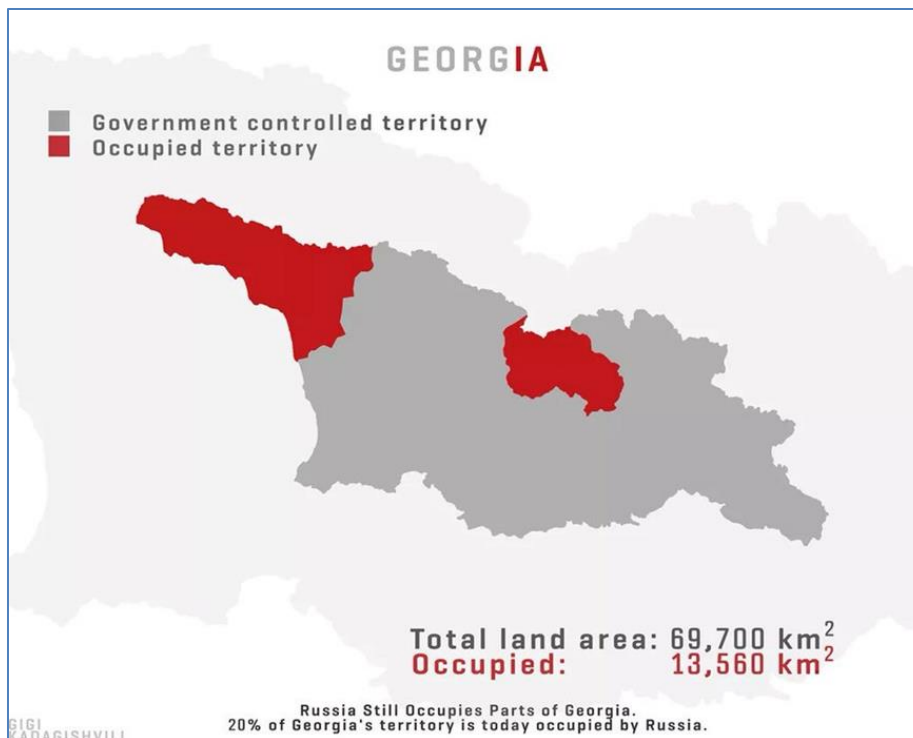 GEORGIA
Government controlled territory
Occupied territory
Total land area: 69,700 km²
Occupied: 13,560 km²
Russia Still Occupies Parts of Georgia.
20% of Georgia's territory is today occupied by Russia.
GIGI